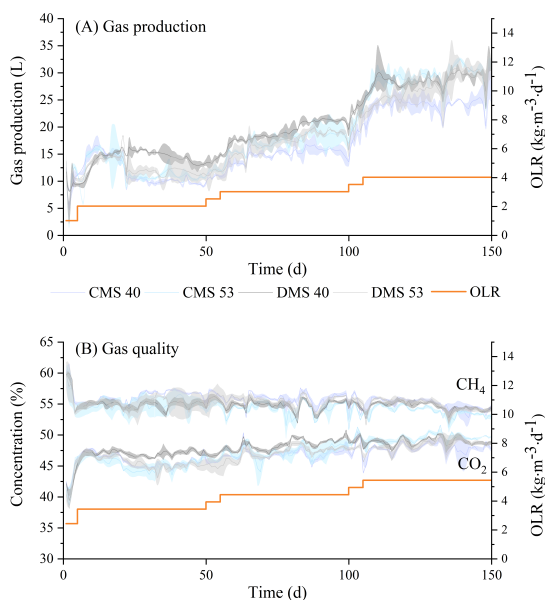 (A) Gas production
Gas production (L)
40
35
30
25
20
15
10
5
0
OLR (kg·m⁻³·d⁻¹)
14
12
10
8
6
4
2
0
0 50 100 150
Time (d)
CMS 40 CMS 53 DMS 40 DMS 53 OLR
(B) Gas quality
Concentration (%)
65
60
55
50
45
40
35
30
CH₄
CO₂
OLR (kg·m⁻³·d⁻¹)
14
12
10
8
6
4
2
0
0 50 100 150
Time (d)